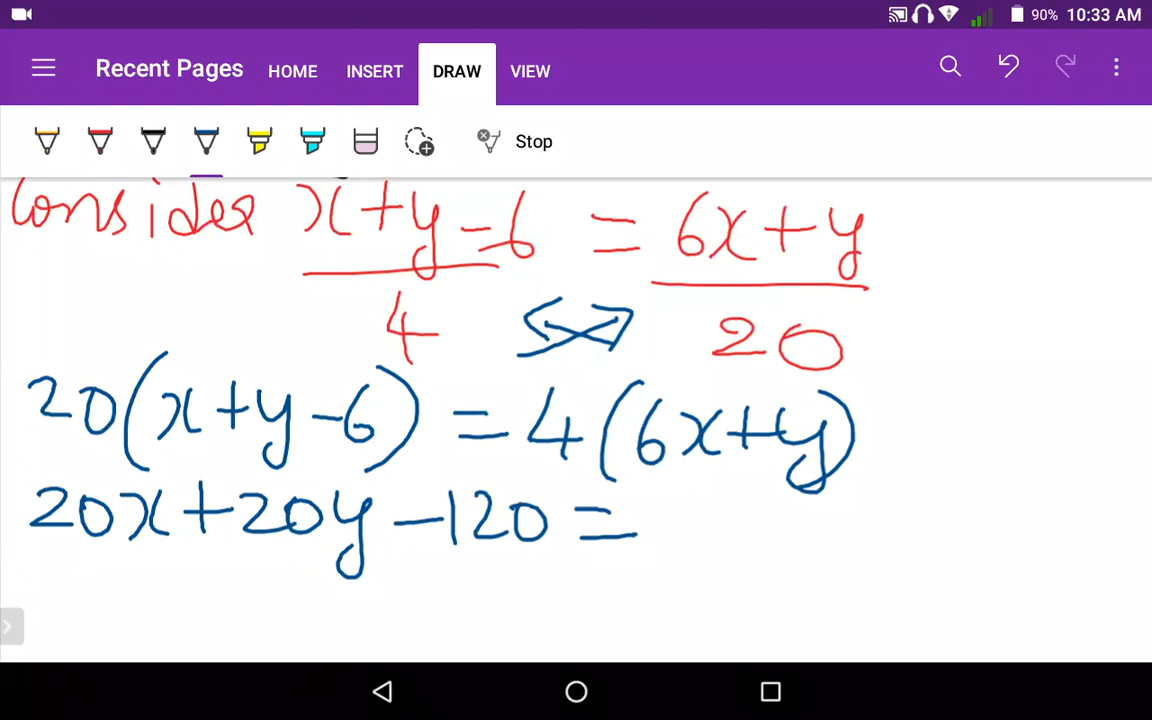 90% 10:33 AM
Recent Pages HOME INSERT DRAW VIEW
Stop
Consider x+y-6 = 6x+y
4 20
20(x+y-6) = 4(6x+y)
20x+20y-120 =